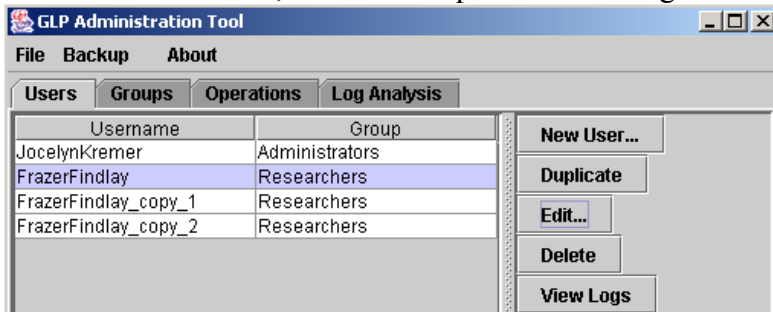 GLP Administration Tool
File Backup About
Users Groups Operations Log Analysis
Username Group
JocelynKremer Administrators
FrazerFindlay Researchers
FrazerFindlay_copy_1 Researchers
FrazerFindlay_copy_2 Researchers
New User...
Duplicate
Edit...
Delete
View Logs